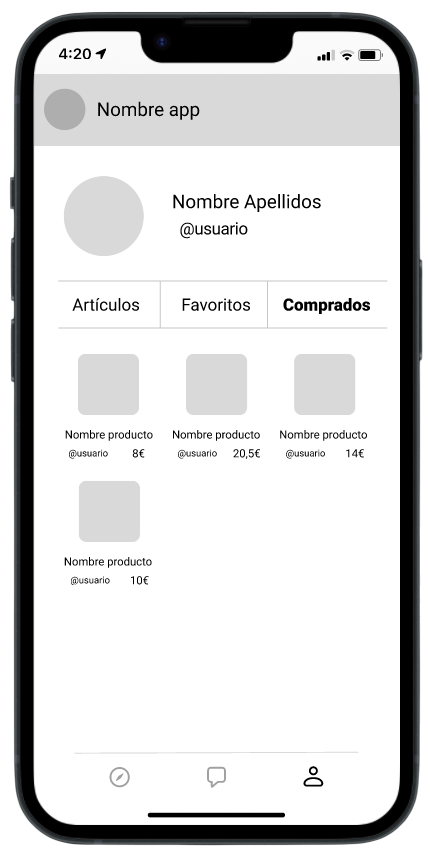 4:20
Nombre app
Nombre Apellidos
@usuario
Artículos Favoritos Comprados
Nombre producto Nombre producto Nombre producto
@usuario 8€ @usuario 20,5€ @usuario 14€
Nombre producto
@usuario 10€